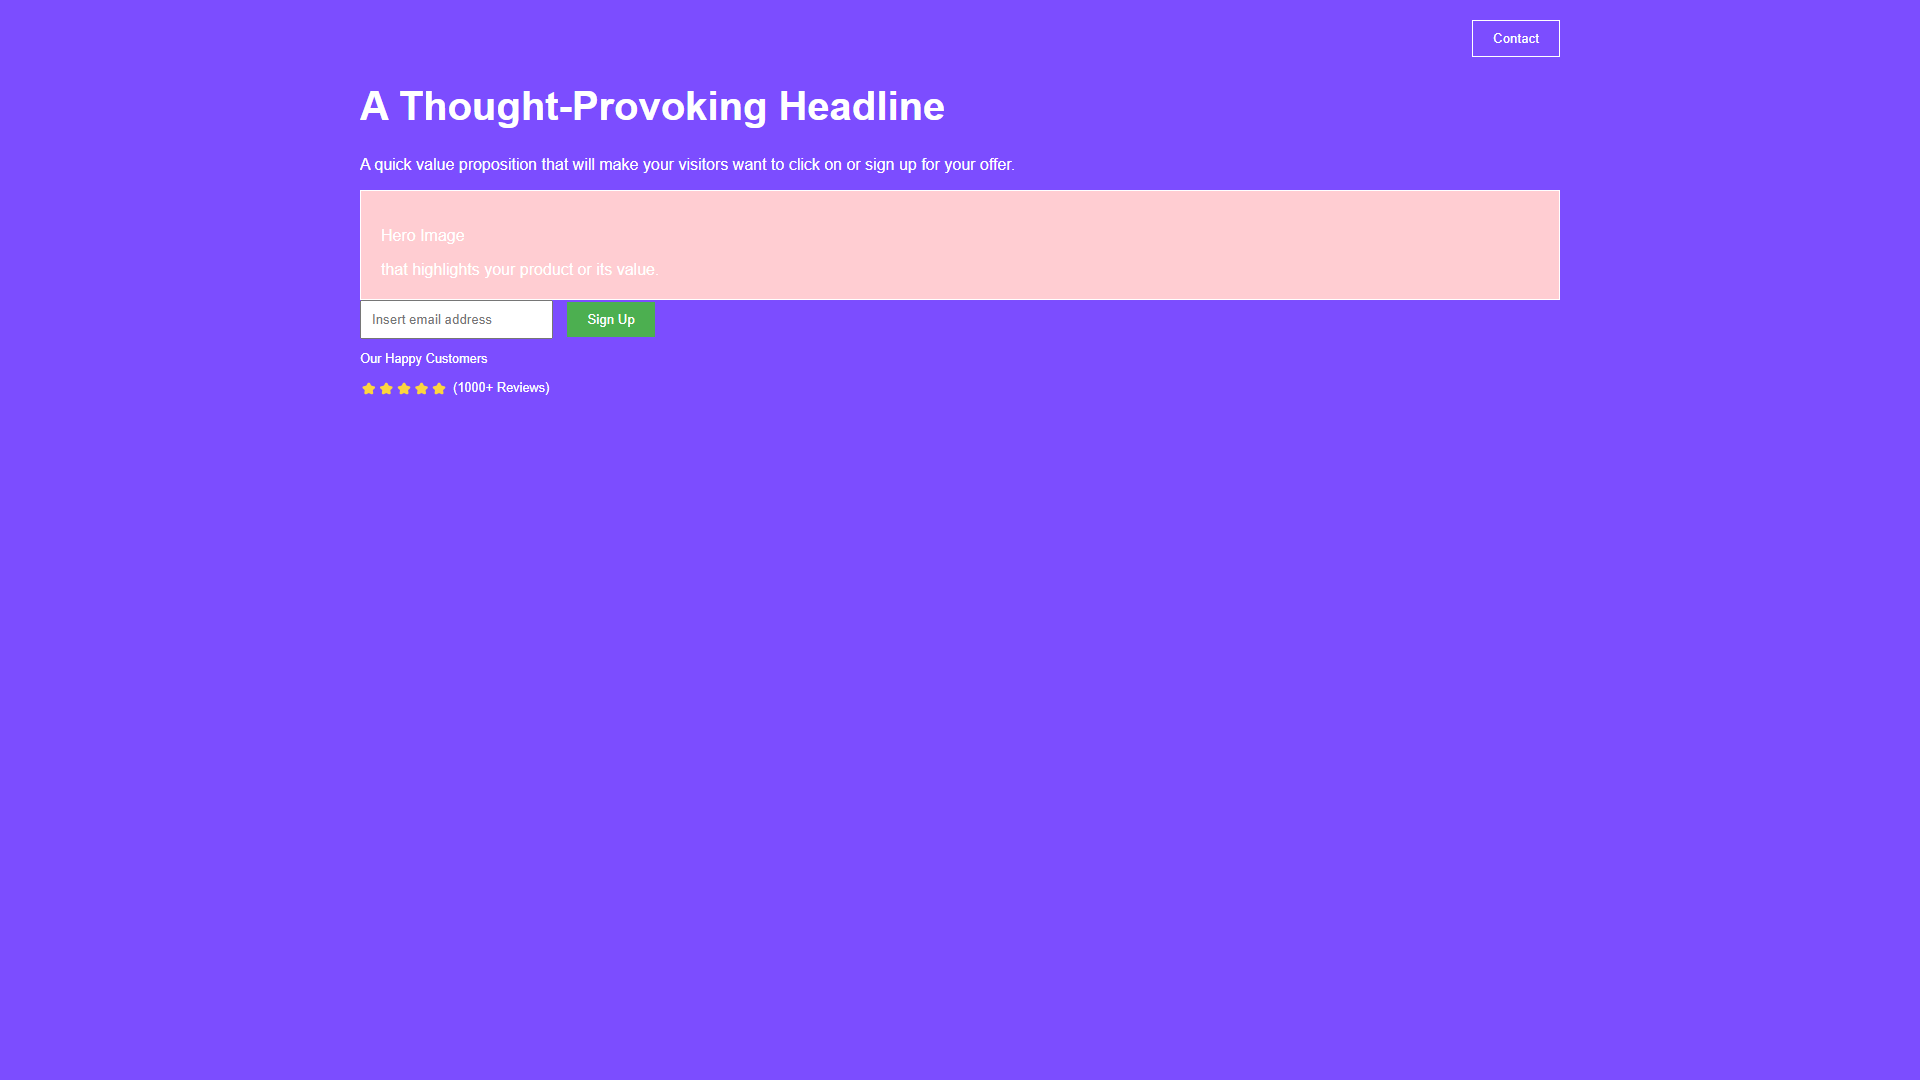 Contact
A Thought-Provoking Headline
A quick value proposition that will make your visitors want to click on or sign up for your offer.
Hero Image
that highlights your product or its value.
Insert email address
Sign Up
Our Happy Customers
(1000+ Reviews)